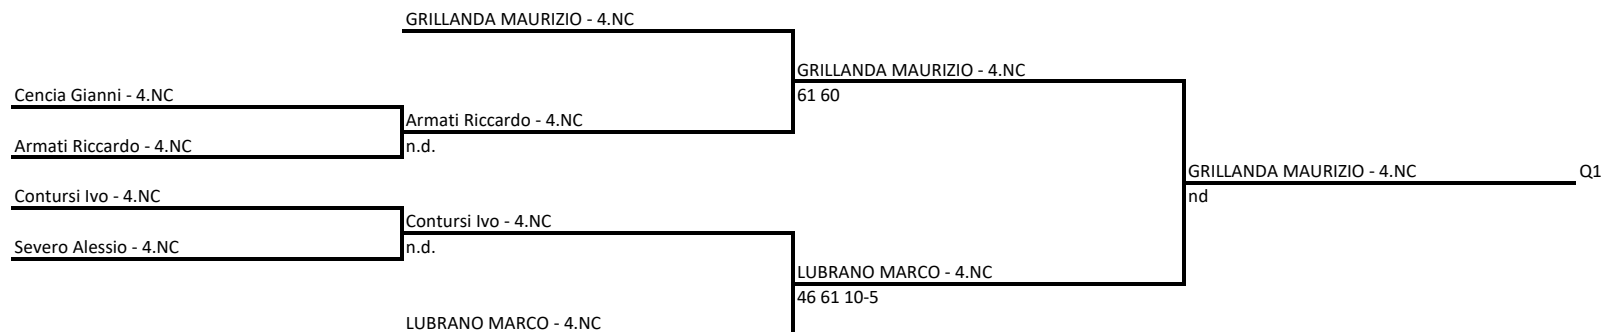 GRILLANDA MAURIZIO - 4.NC
GRILLANDA MAURIZIO - 4.NC
Cencia Gianni - 4.NC
61 60
Armati Riccardo - 4.NC
Armati Riccardo - 4.NC
n.d.
GRILLANDA MAURIZIO - 4.NC
Q1
Contursi Ivo - 4.NC
nd
Contursi Ivo - 4.NC
Severo Alessio - 4.NC
n.d.
LUBRANO MARCO - 4.NC
46 61 10-5
LUBRANO MARCO - 4.NC